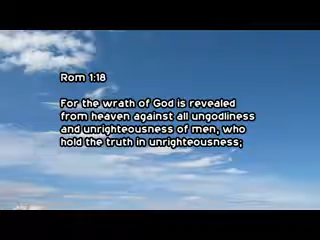 Rom 1:18
For the wrath of God is revealed
from heaven against all ungodliness
and unrighteousness of men, who
hold the truth in unrighteousness;